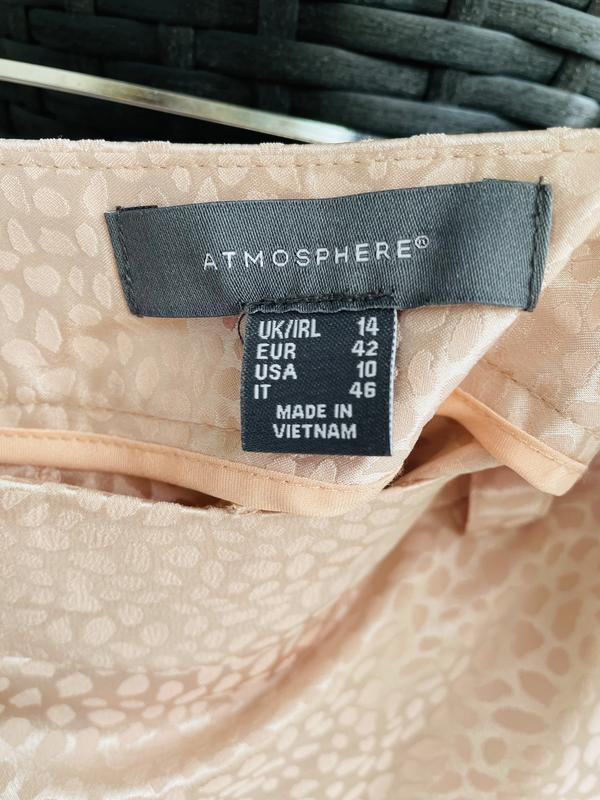 ATMOSPHERE®
UK/IRL 14
EUR 42
USA 10
IT 46
MADE IN
VIETNAM